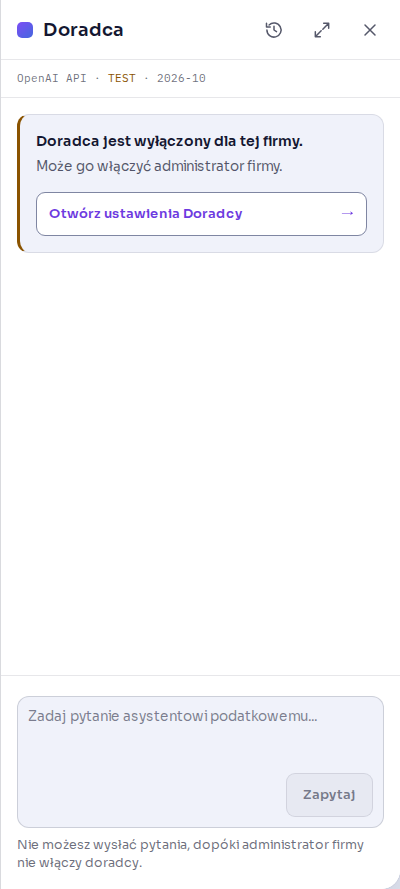 Doradca
OpenAI API · TEST · 2026-10
Doradca jest wyłączony dla tej firmy.
Może go włączyć administrator firmy.
Otwórz ustawienia Doradcy →
Zadaj pytanie asystentowi podatkowemu...
Zapytaj
Nie możesz wysłać pytania, dopóki administrator firmy
nie włączy doradcy.